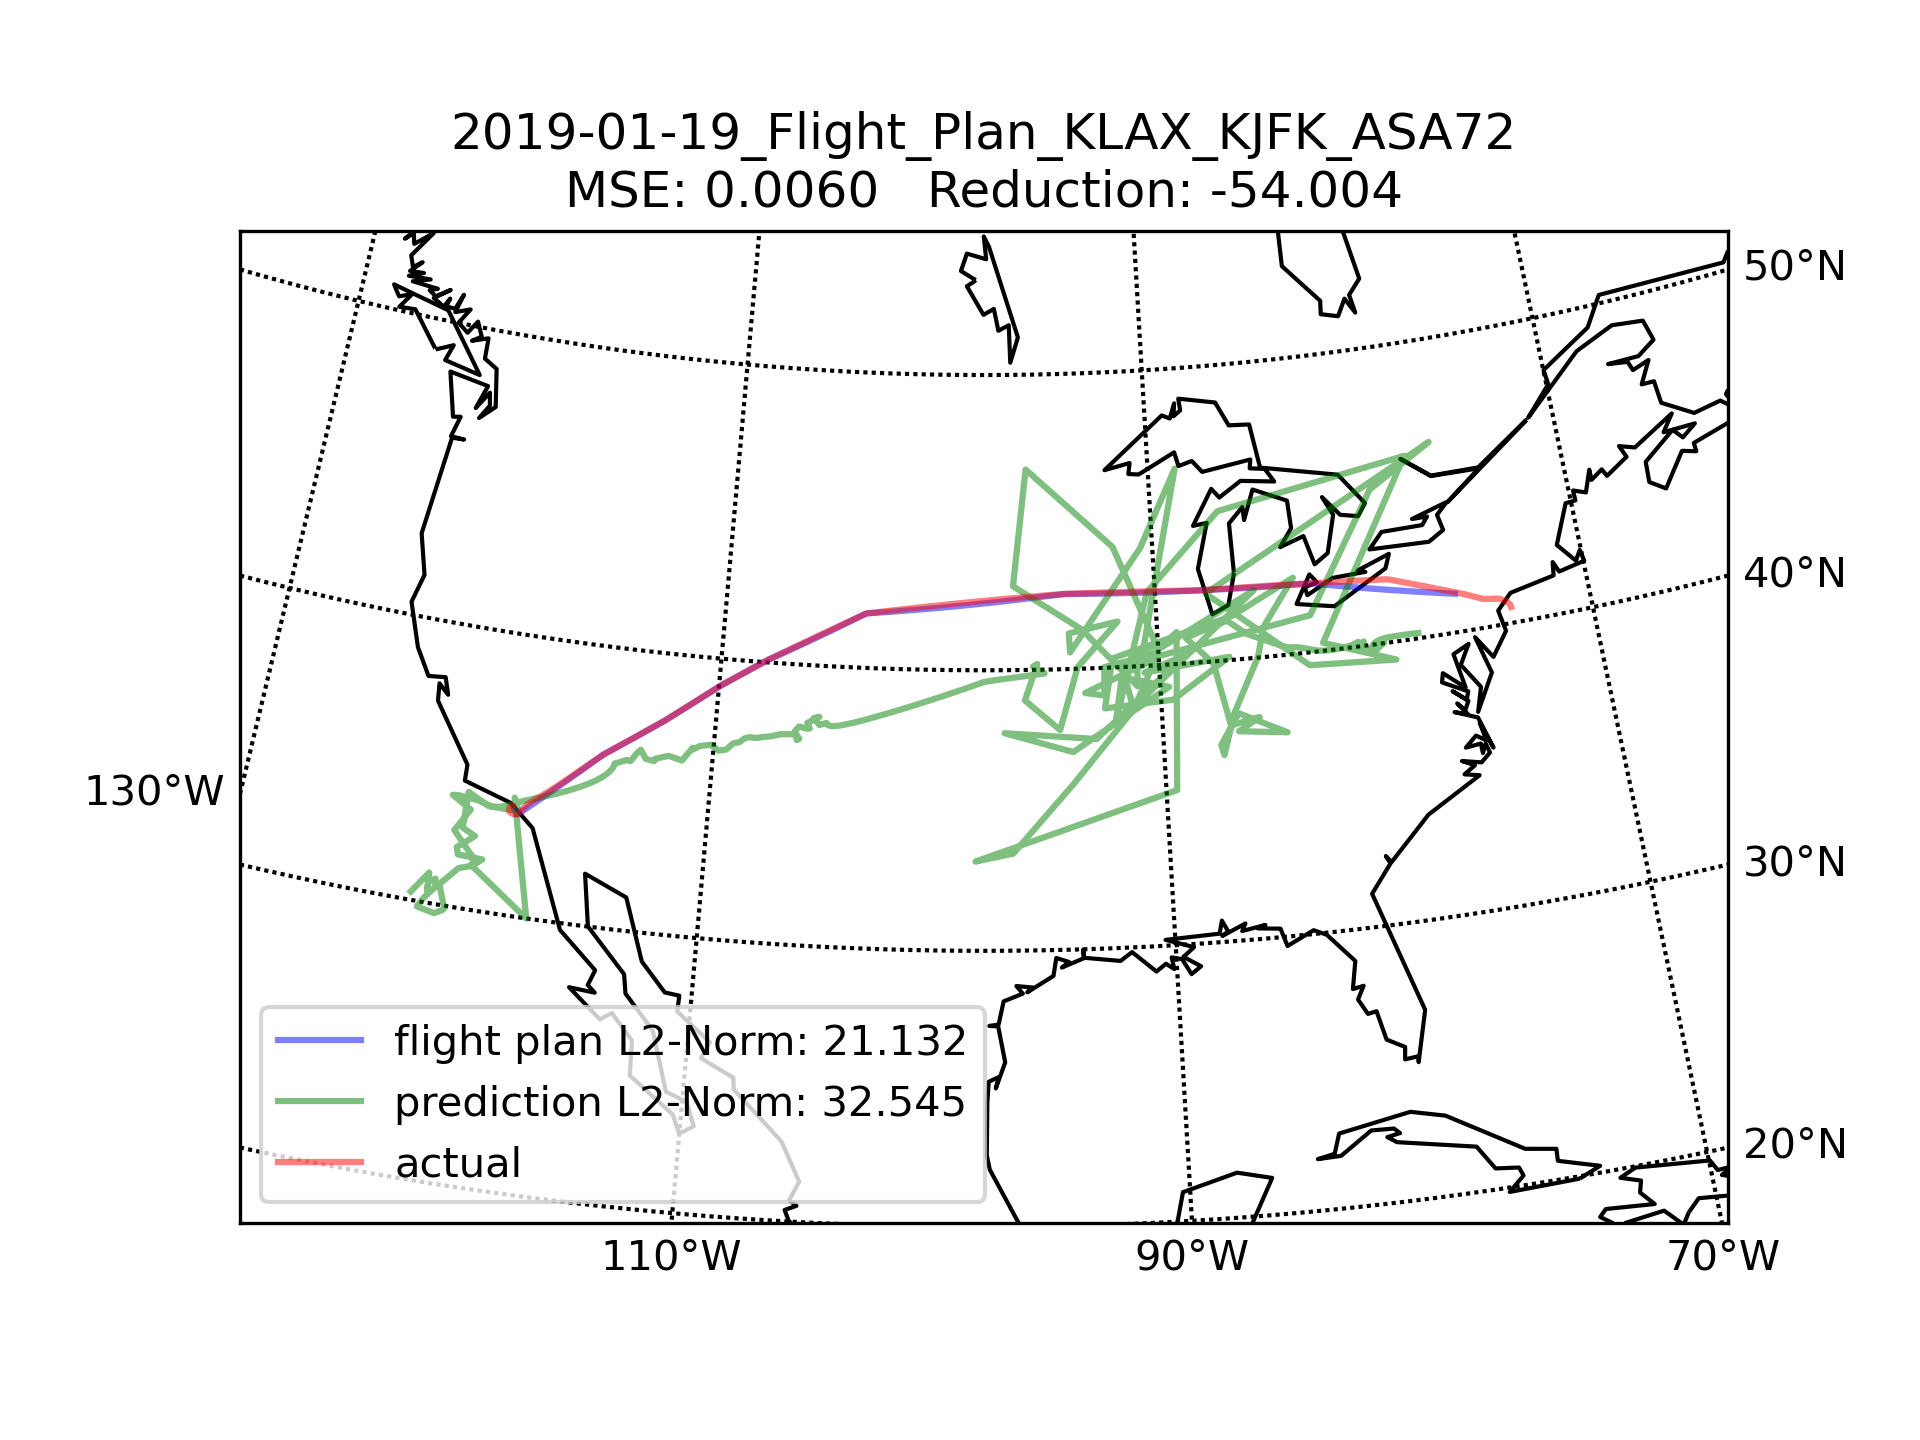 2019-01-19_Flight_Plan_KLAX_KJFK_ASA72
MSE: 0.0060   Reduction: -54.004
50°N
40°N
130°W
30°N
20°N
flight plan L2-Norm: 21.132
prediction L2-Norm: 32.545
actual
110°W
90°W
70°W